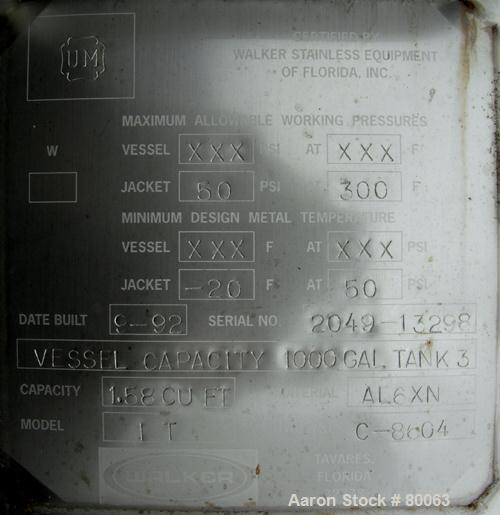 UM
CERTIFIED BY
WALKER STAINLESS EQUIPMENT
OF FLORIDA, INC.
MAXIMUM ALLOWABLE WORKING PRESSURES
W
VESSEL XXX PSI AT XXX F
JACKET 50 PSI 300 F
MINIMUM DESIGN METAL TEMPERATURE
VESSEL XXX F AT XXX PSI
JACKET -20 F AT 50
DATE BUILT 9-92 SERIAL NO. 2049-13298
VESSEL CAPACITY 1000 GAL TANK 3
CAPACITY 1.58 CU FT MATERIAL AL6XN
MODEL 1 T C-8604
WALKER
TAVARES,
FLORIDA
Aaron Stock # 80063